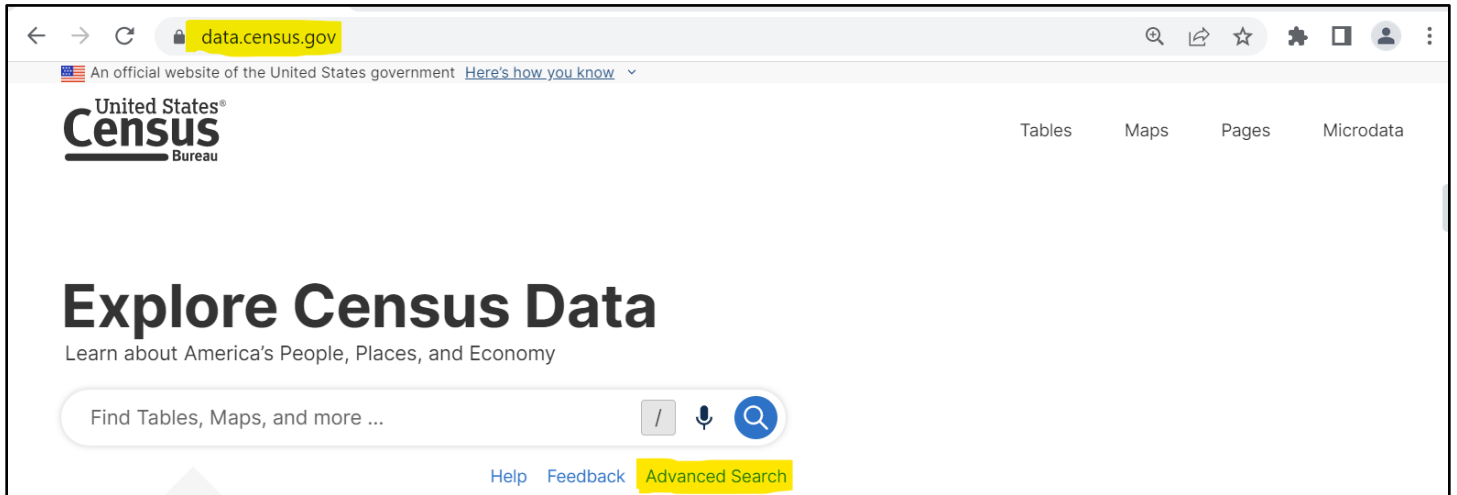 data.census.gov
An official website of the United States government Here's how you know
United States®
Census
Bureau
Tables Maps Pages Microdata
Explore Census Data
Learn about America's People, Places, and Economy
Find Tables, Maps, and more ...
/
Help Feedback Advanced Search